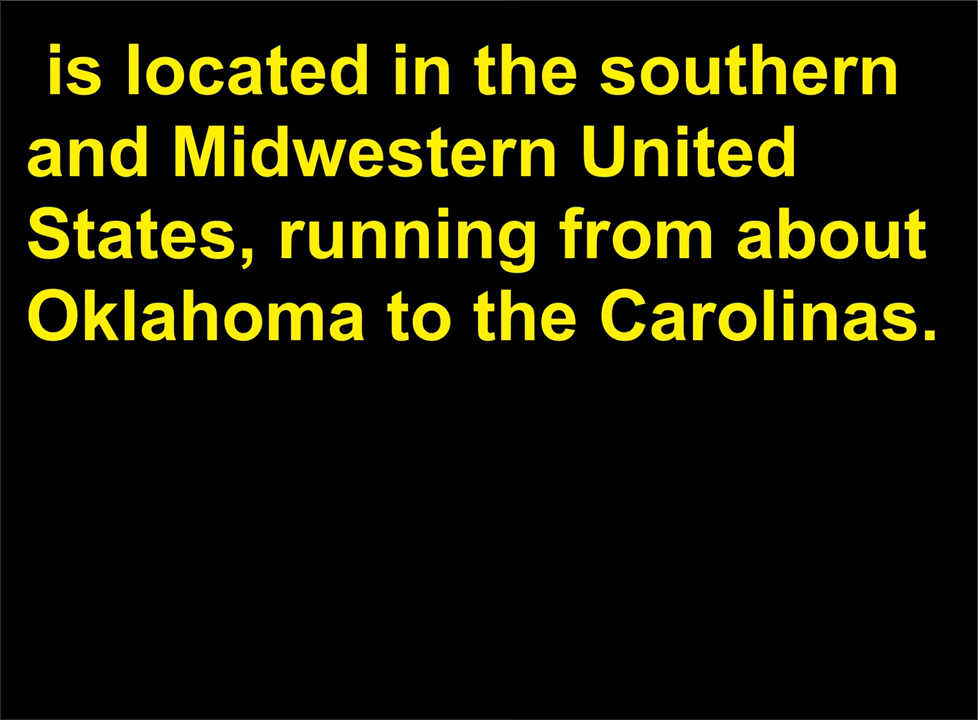 is located in the southern
and Midwestern United
States, running from about
Oklahoma to the Carolinas.